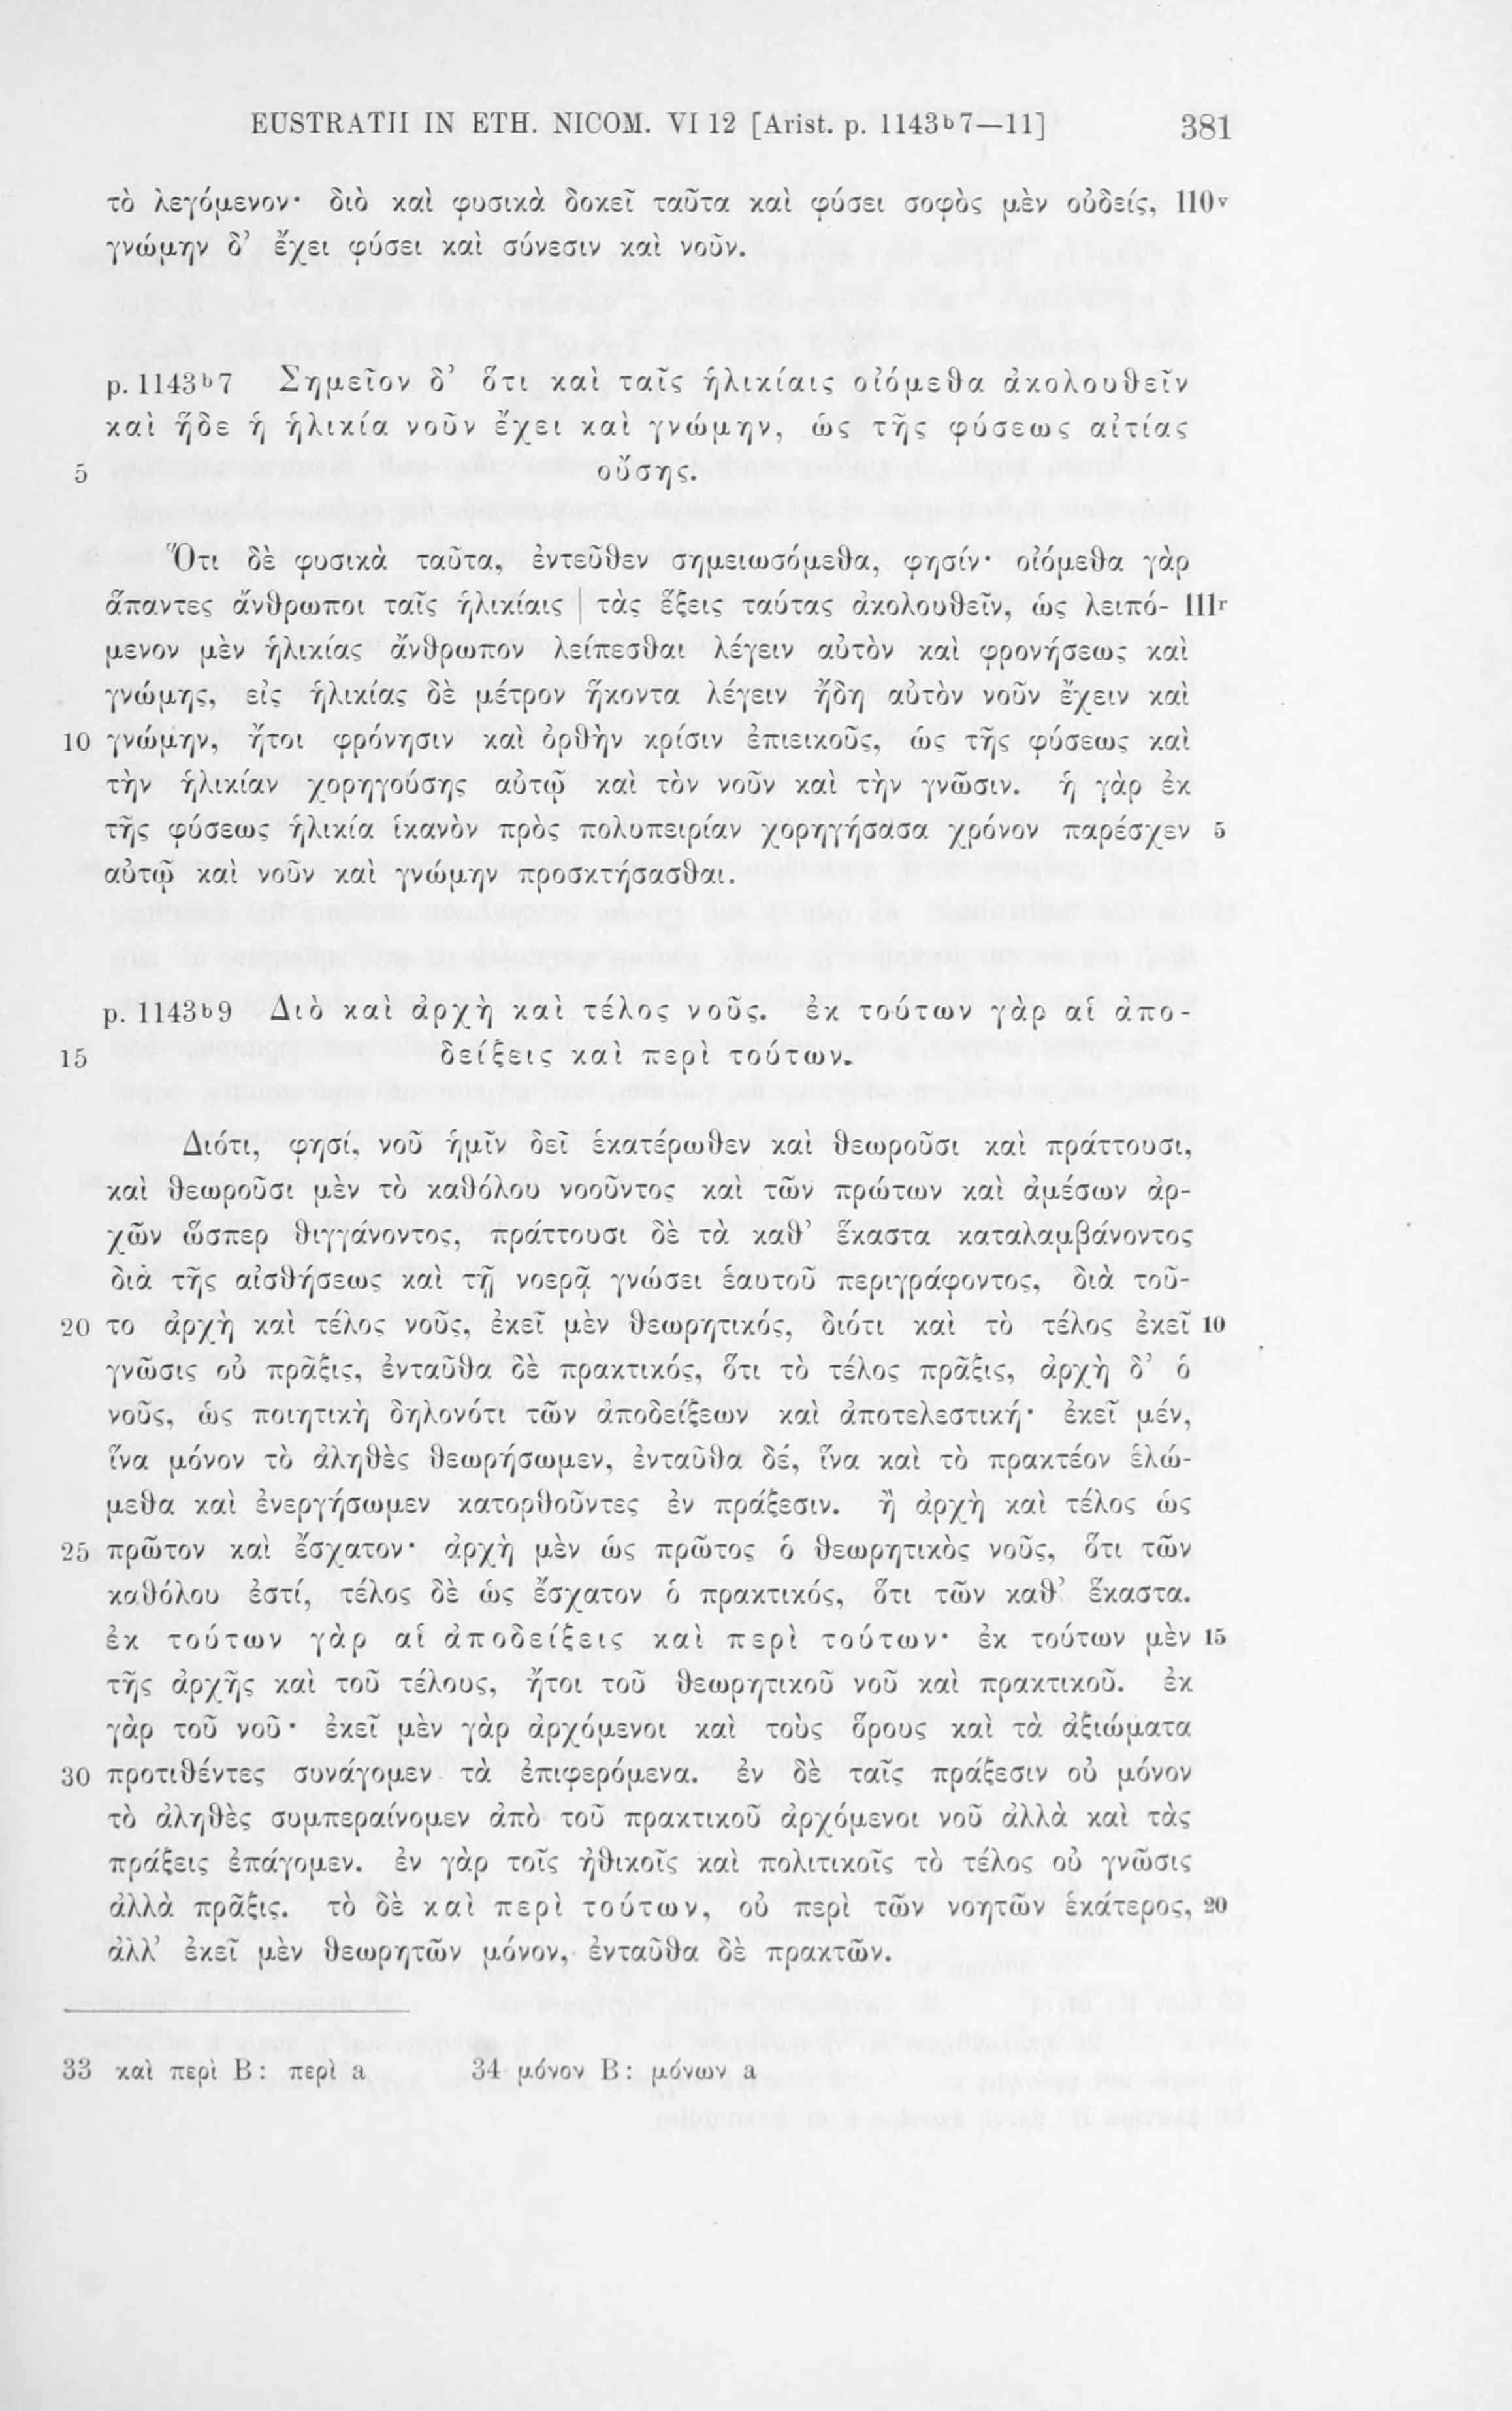 EUSTRATII IN ETH. NICOM. VI 12 [Arist. p. 1143b7—11] 381
τὸ λεγόμενον· διὸ καὶ φυσικὰ δοκεῖ ταῦτα καὶ φύσει σοφὸς μὲν οὐδείς, 110v
γνώμην δ’ ἔχει φύσει καὶ σύνεσιν καὶ νοῦν.
p. 1143b7 Σημεῖον δ’ ὅτι καὶ ταῖς ἡλικίαις οἰόμεθα ἀκολουθεῖν
καὶ ἥδε ἡ ἡλικία νοῦν ἔχει καὶ γνώμην, ὡς τῆς φύσεως αἰτίας
5 οὔσης.
Ὅτι δὲ φυσικὰ ταῦτα, ἐντεῦθεν σημειωσόμεθα, φησίν· οἰόμεθα γὰρ
ἅπαντες ἄνθρωποι ταῖς ἡλικίαις | τὰς ἕξεις ταύτας ἀκολουθεῖν, ὡς λειπό- 111r
μενον μὲν ἡλικίας ἄνθρωπον λείπεσθαι λέγειν αὐτὸν καὶ φρονήσεως καὶ
γνώμης, εἰς ἡλικίας δὲ μέτρον ἥκοντα λέγειν ἤδη αὐτὸν νοῦν ἔχειν καὶ
10 γνώμην, ἤτοι φρόνησιν καὶ ὀρθὴν κρίσιν ἐπιεικοῦς, ὡς τῆς φύσεως καὶ
τὴν ἡλικίαν χορηγούσης αὐτῷ καὶ τὸν νοῦν καὶ τὴν γνῶσιν. ἡ γὰρ ἐκ
τῆς φύσεως ἡλικία ἱκανὸν πρὸς πολυπειρίαν χορηγήσασα χρόνον παρέσχεν 5
αὐτῷ καὶ νοῦν καὶ γνώμην προσκτήσασθαι.
p. 1143b9 Διὸ καὶ ἀρχὴ καὶ τέλος νοῦς. ἐκ τούτων γὰρ αἱ ἀπο-
15 δείξεις καὶ περὶ τούτων.
Διότι, φησί, νοῦ ἡμῖν δεῖ ἑκατέρωθεν καὶ θεωροῦσι καὶ πράττουσι,
καὶ θεωροῦσι μὲν τὸ καθόλου νοοῦντος καὶ τῶν πρώτων καὶ ἀμέσων ἀρ-
χῶν ὥσπερ θιγγάνοντος, πράττουσι δὲ τὰ καθ’ ἕκαστα καταλαμβάνοντος
διὰ τῆς αἰσθήσεως καὶ τῇ νοερᾷ γνώσει ἑαυτοῦ περιγράφοντος, διὰ τοῦ-
20 το ἀρχὴ καὶ τέλος νοῦς, ἐκεῖ μὲν θεωρητικός, διότι καὶ τὸ τέλος ἐκεῖ 10
γνῶσις οὐ πρᾶξις, ἐνταῦθα δὲ πρακτικός, ὅτι τὸ τέλος πρᾶξις, ἀρχὴ δ’ ὁ
νοῦς, ὡς ποιητικὴ δηλονότι τῶν ἀποδείξεων καὶ ἀποτελεστική· ἐκεῖ μέν,
ἵνα μόνον τὸ ἀληθὲς θεωρήσωμεν, ἐνταῦθα δέ, ἵνα καὶ τὸ πρακτέον ἑλώ-
μεθα καὶ ἐνεργήσωμεν κατορθοῦντες ἐν πράξεσιν. ἢ ἀρχὴ καὶ τέλος ὡς
25 πρῶτον καὶ ἔσχατον· ἀρχὴ μὲν ὡς πρῶτος ὁ θεωρητικὸς νοῦς, ὅτι τῶν
καθόλου ἐστί, τέλος δὲ ὡς ἔσχατον ὁ πρακτικός, ὅτι τῶν καθ’ ἕκαστα.
ἐκ τούτων γὰρ αἱ ἀποδείξεις καὶ περὶ τούτων· ἐκ τούτων μὲν 15
τῆς ἀρχῆς καὶ τοῦ τέλους, ἤτοι τοῦ θεωρητικοῦ νοῦ καὶ πρακτικοῦ. ἐκ
γὰρ τοῦ νοῦ· ἐκεῖ μὲν γὰρ ἀρχόμενοι καὶ τοὺς ὅρους καὶ τὰ ἀξιώματα
30 προτιθέντες συνάγομεν τὰ ἐπιφερόμενα. ἐν δὲ ταῖς πράξεσιν οὐ μόνον
τὸ ἀληθὲς συμπεραίνομεν ἀπὸ τοῦ πρακτικοῦ ἀρχόμενοι νοῦ ἀλλὰ καὶ τὰς
πράξεις ἐπάγομεν. ἐν γὰρ τοῖς ἠθικοῖς καὶ πολιτικοῖς τὸ τέλος οὐ γνῶσις
ἀλλὰ πρᾶξις. τὸ δὲ καὶ περὶ τούτων, οὐ περὶ τῶν νοητῶν ἑκάτερος, 20
ἀλλ’ ἐκεῖ μὲν θεωρητῶν μόνον, ἐνταῦθα δὲ πρακτῶν.
33 καὶ περὶ B: περὶ a 34 μόνον B: μόνων a